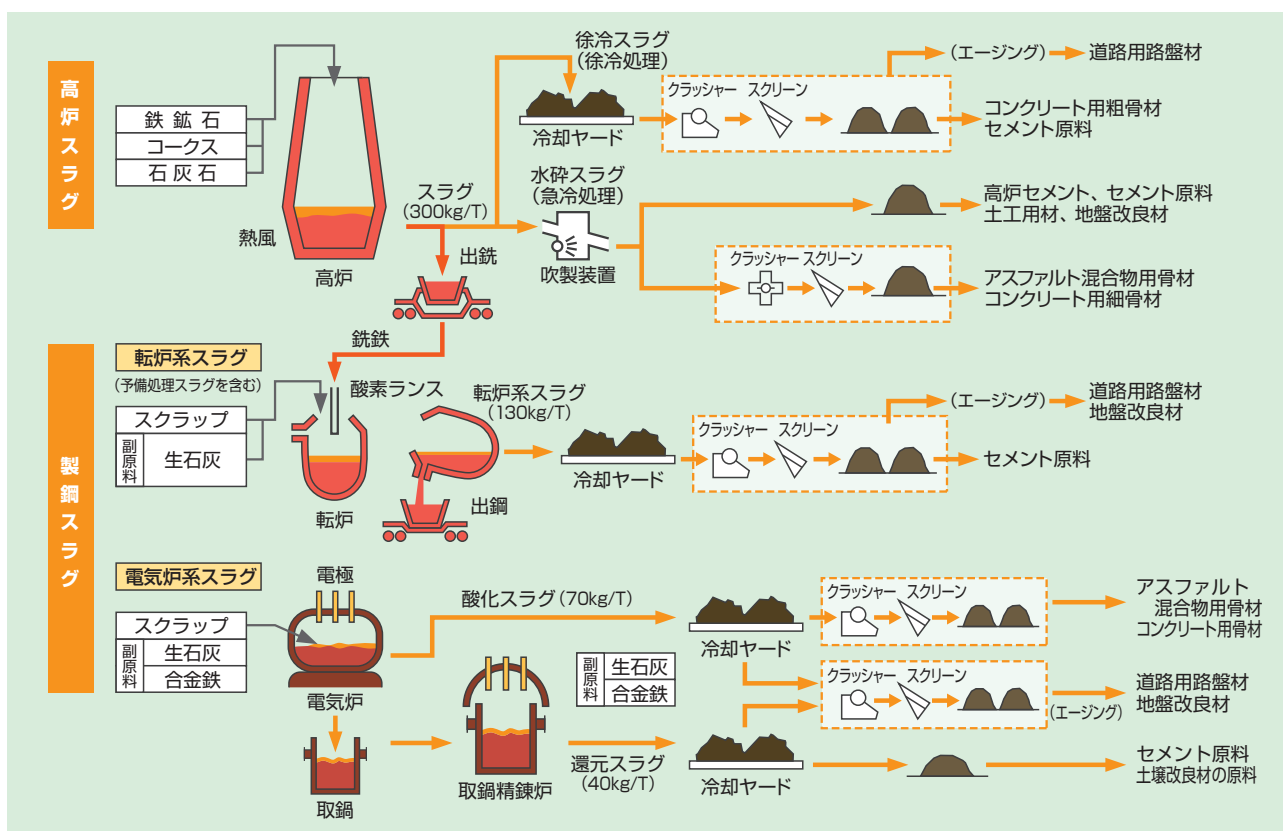 高炉スラグ
鉄鉱石
コークス
石灰石
熱風
高炉
スラグ
(300kg/T)
出銑
銑鉄
徐冷スラグ
(徐冷処理)
冷却ヤード
クラッシャー スクリーン
(エージング)
道路用路盤材
コンクリート用粗骨材
セメント原料
水砕スラグ
(急冷処理)
吹製装置
高炉セメント、セメント原料
土工用材、地盤改良材
クラッシャー スクリーン
アスファルト混合物用骨材
コンクリート用細骨材
製鋼スラグ
転炉系スラグ
(予備処理スラグを含む)
スクラップ
副原料
生石灰
酸素ランス
転炉
転炉系スラグ
(130kg/T)
出鋼
冷却ヤード
クラッシャー スクリーン
(エージング)
道路用路盤材
地盤改良材
セメント原料
電気炉系スラグ
スクラップ
副原料
生石灰
合金鉄
電極
電気炉
取鍋
酸化スラグ(70kg/T)
副原料
生石灰
合金鉄
取鍋精錬炉
還元スラグ
(40kg/T)
冷却ヤード
クラッシャー スクリーン
アスファルト
混合物用骨材
コンクリート用骨材
クラッシャー スクリーン
(エージング)
道路用路盤材
地盤改良材
冷却ヤード
セメント原料
土壌改良材の原料